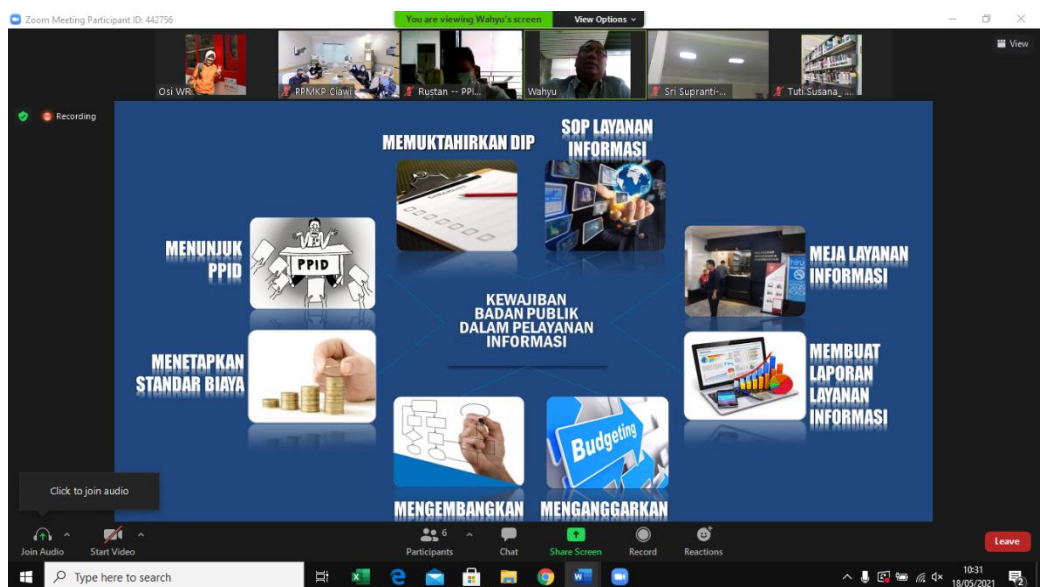 Zoom Meeting Participant ID: 442756
You are viewing Wahyu's screen
View Options
View
Osi WR
PPMKP Ciawi
Rustan -- PPI...
Wahyu
Sri Supranti-...
Tuti Susana_ ...
Recording
MEMUKTAHIRKAN DIP
SOP LAYANAN
INFORMASI
MENUNJUK
PPID
PPID
MEJA LAYANAN
INFORMASI
KEWAJIBAN
BADAN PUBLIK
DALAM PELAYANAN
INFORMASI
MENETAPKAN
STANDAR BIAYA
MEMBUAT
LAPORAN
LAYANAN
INFORMASI
Budgeting
MENGEMBANGKAN
MENGANGGARKAN
Click to join audio
Join Audio
Start Video
6
Participants
Chat
Share Screen
Record
Reactions
Leave
Type here to search
10:31
18/05/2021
2